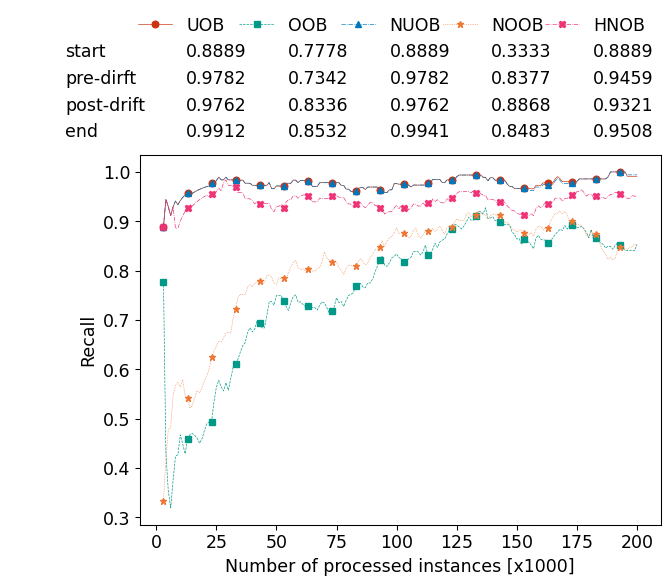 UOB OOB NUOB NOOB HNOB
start 0.8889 0.7778 0.8889 0.3333 0.8889
pre-dirft 0.9782 0.7342 0.9782 0.8377 0.9459
post-drift 0.9762 0.8336 0.9762 0.8868 0.9321
end 0.9912 0.8532 0.9941 0.8483 0.9508
1.0
0.9
0.8
0.7
0.6
0.5
0.4
0.3
Recall
0 25 50 75 100 125 150 175 200
Number of processed instances [x1000]